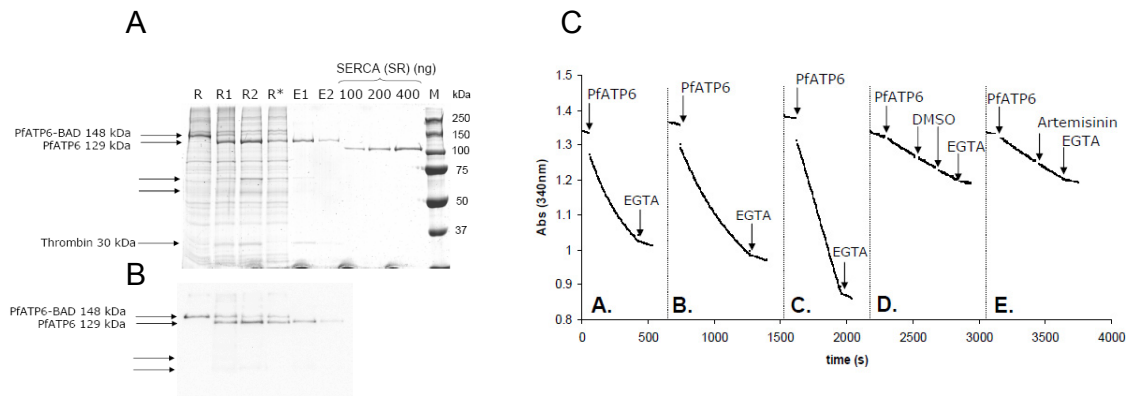 A
SERCA (SR) (ng)
R R1 R2 R* E1 E2 100 200 400 M kDa
250
PfATP6-BAD 148 kDa 150
PfATP6 129 kDa 100
75
50
37
Thrombin 30 kDa
B
PfATP6-BAD 148 kDa
PfATP6 129 kDa
C
1.5
PfATP6 PfATP6 PfATP6 PfATP6 PfATP6
1.4
DMSO Artemisinin
1.3
EGTA EGTA
1.2
1.1
EGTA EGTA
1
EGTA
0.9
A. B. C. D. E.
0.8
Abs (340nm)
0 500 1000 1500 2000 2500 3000 3500 4000
time (s)